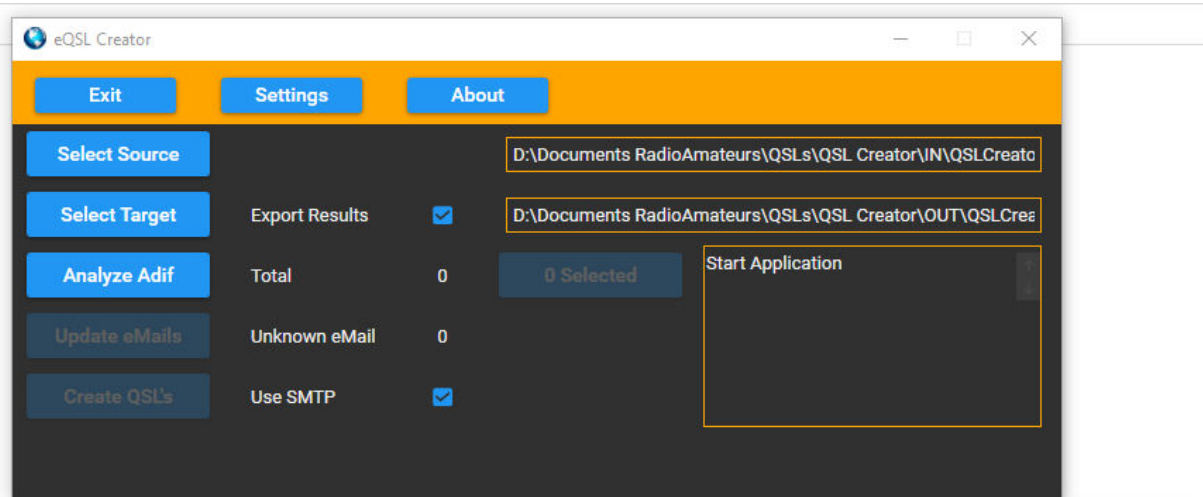 eQSL Creator
Exit Settings About
Select Source D:\Documents RadioAmateurs\QSLs\QSL Creator\IN\QSLCreato
Select Target Export Results D:\Documents RadioAmateurs\QSLs\QSL Creator\OUT\QSLCrea
Analyze Adif Total 0 0 Selected Start Application
Update eMails Unknown eMail 0
Create QSL's Use SMTP